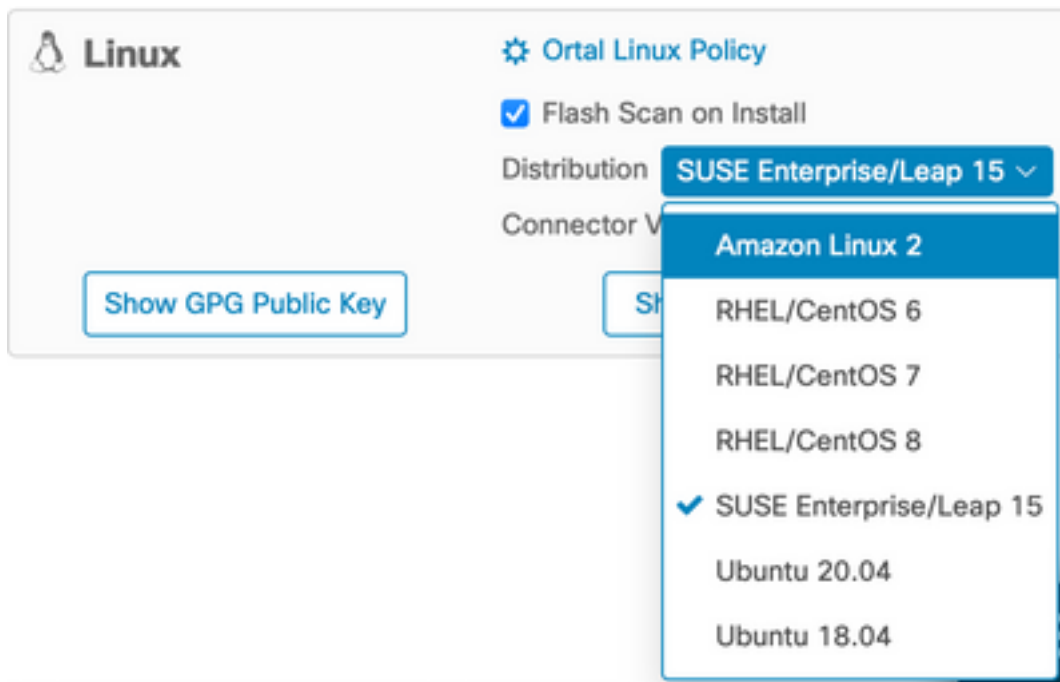 Linux
Ortal Linux Policy
Flash Scan on Install
Distribution SUSE Enterprise/Leap 15
Connector
Amazon Linux 2
Show GPG Public Key
RHEL/CentOS 6
RHEL/CentOS 7
RHEL/CentOS 8
SUSE Enterprise/Leap 15
Ubuntu 20.04
Ubuntu 18.04